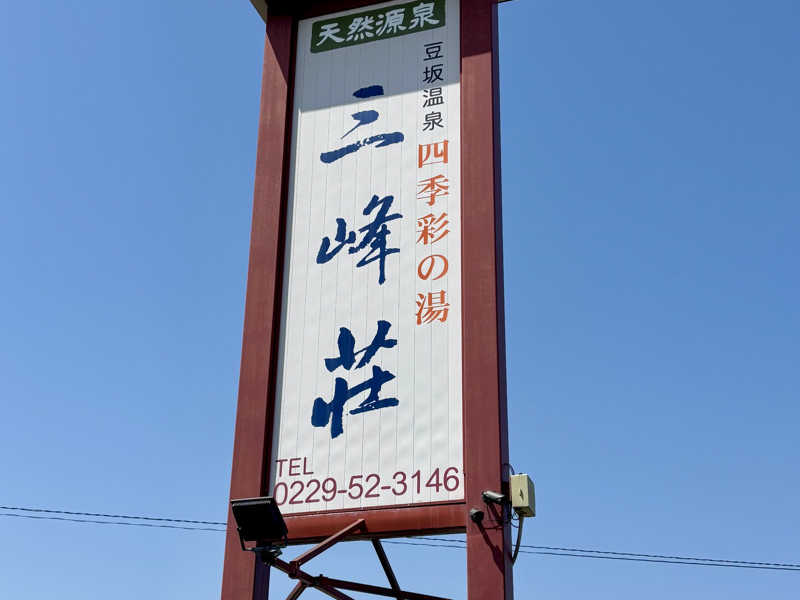 天然源泉
豆坂温泉
四季彩の湯
三峰荘
TEL
0229-52-3146